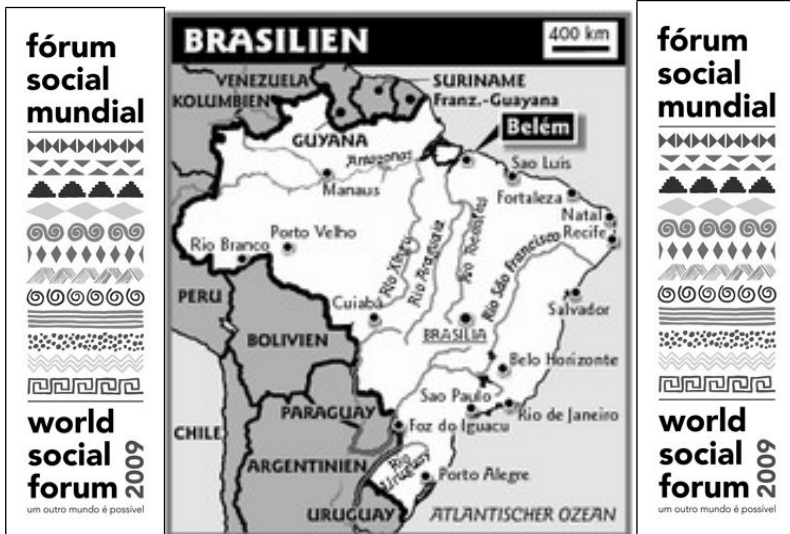 fórum
social
mundial
world
social
forum 2009
um outro mundo é possível
BRASILIEN
400 km
VENEZUELA
SURINAME
KOLUMBIEN
Franz.-Guayana
GUYANA
Belém
Amazonas
Sao Luis
Manaus
Fortaleza
Natal
Recife
Porto Velho
Rio Branco
Rio Xingu
Rio Araguaia
Rio Tocantins
Rio São Francisco
PERU
Cuiabá
Salvador
BOLIVIEN
BRASILIA
Belo Horizonte
Sao Paulo
Rio de Janeiro
PARAGUAY
Foz do Iguacu
CHILE
ARGENTINIEN
Rio Uruguay
Porto Alegre
URUGUAY
ATLANTISCHER OZEAN
fórum
social
mundial
world
social
forum 2009
um outro mundo é possível